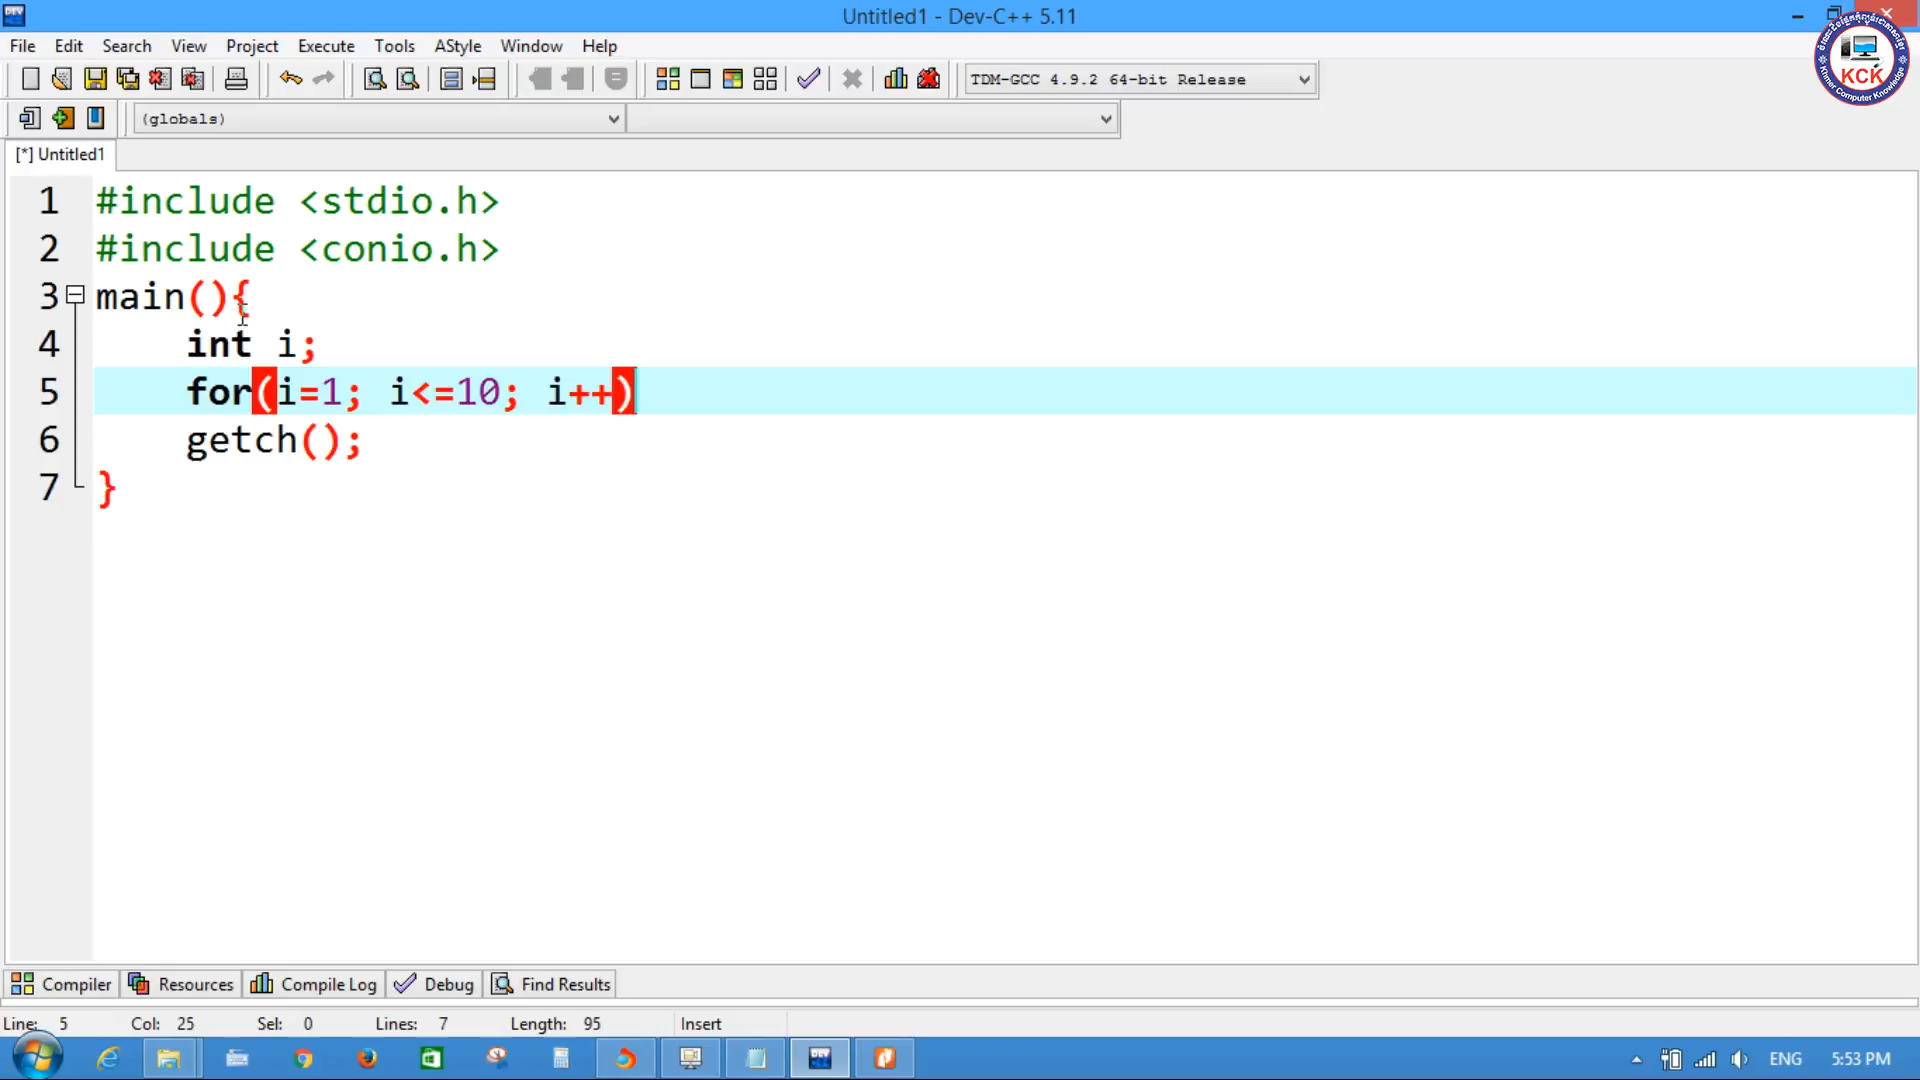 Untitled1 - Dev-C++ 5.11
File Edit Search View Project Execute Tools AStyle Window Help
TDM-GCC 4.9.2 64-bit Release
(globals)
[*] Untitled1
1 #include <stdio.h>
2 #include <conio.h>
3 main(){
4 int i;
5 for(i=1; i<=10; i++)
6 getch();
7 }
KCK
Khmer Computer Knowledge
Compiler Resources Compile Log Debug Find Results
Line: 5 Col: 25 Sel: 0 Lines: 7 Length: 95 Insert
ENG 5:53 PM